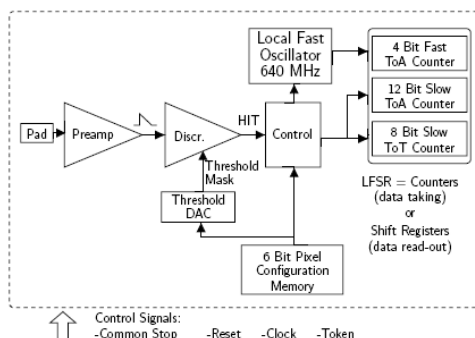 Local Fast
Oscillator
640 MHz
4 Bit Fast
ToA Counter
12 Bit Slow
ToA Counter
8 Bit Slow
ToT Counter
Pad
Preamp
Discr.
HIT
Control
Threshold
Mask
Threshold
DAC
6 Bit Pixel
Configuration
Memory
LFSR = Counters
(data taking)
or
Shift Registers
(data read-out)
Control Signals:
-Common Stop -Reset -Clock -Token